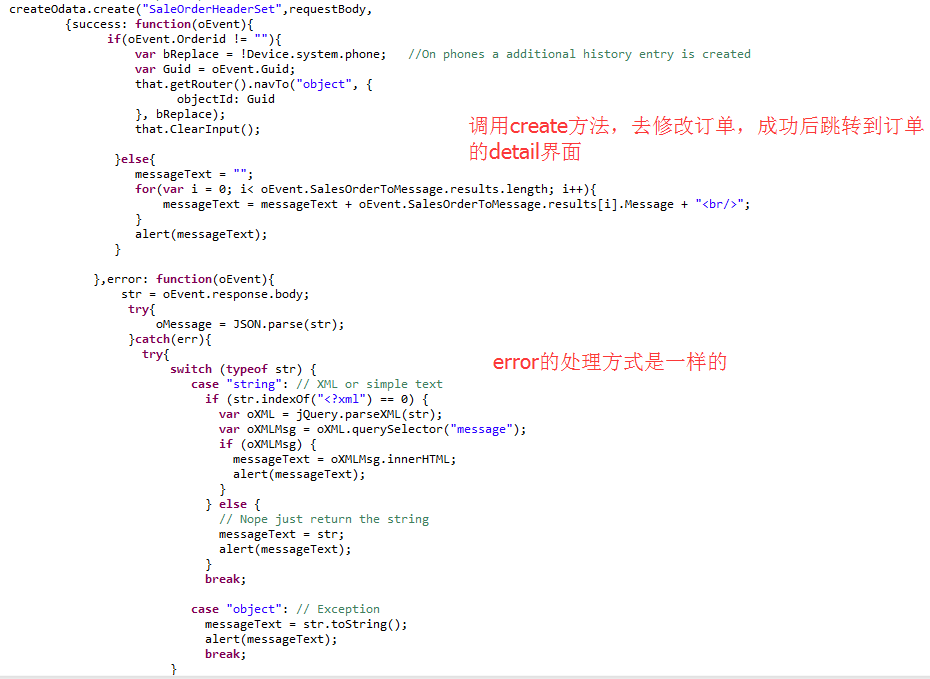 createOdata.create("SaleOrderHeaderSet",requestBody,
{success: function(oEvent){
if(oEvent.Orderid != ""){
var bReplace = !Device.system.phone;   //On phones a additional history entry is created
var Guid = oEvent.Guid;
that.getRouter().navTo("object", {
objectId: Guid
}, bReplace);
that.ClearInput();
调用create方法，去修改订单，成功后跳转到订单
的detail界面
}else{
messageText = "";
for(var i = 0; i< oEvent.SalesOrderToMessage.results.length; i++){
messageText = messageText + oEvent.SalesOrderToMessage.results[i].Message + "<br/>";
}
alert(messageText);
}
},error: function(oEvent){
str = oEvent.response.body;
try{
oMessage = JSON.parse(str);
}catch(err){
try{
error的处理方式是一样的
switch (typeof str) {
case "string": // XML or simple text
if (str.indexOf("<?xml") == 0) {
var oXML = jQuery.parseXML(str);
var oXMLMsg = oXML.querySelector("message");
if (oXMLMsg) {
messageText = oXMLMsg.innerHTML;
alert(messageText);
}
} else {
// Nope just return the string
messageText = str;
alert(messageText);
}
break;
case "object": // Exception
messageText = str.toString();
alert(messageText);
break;
}